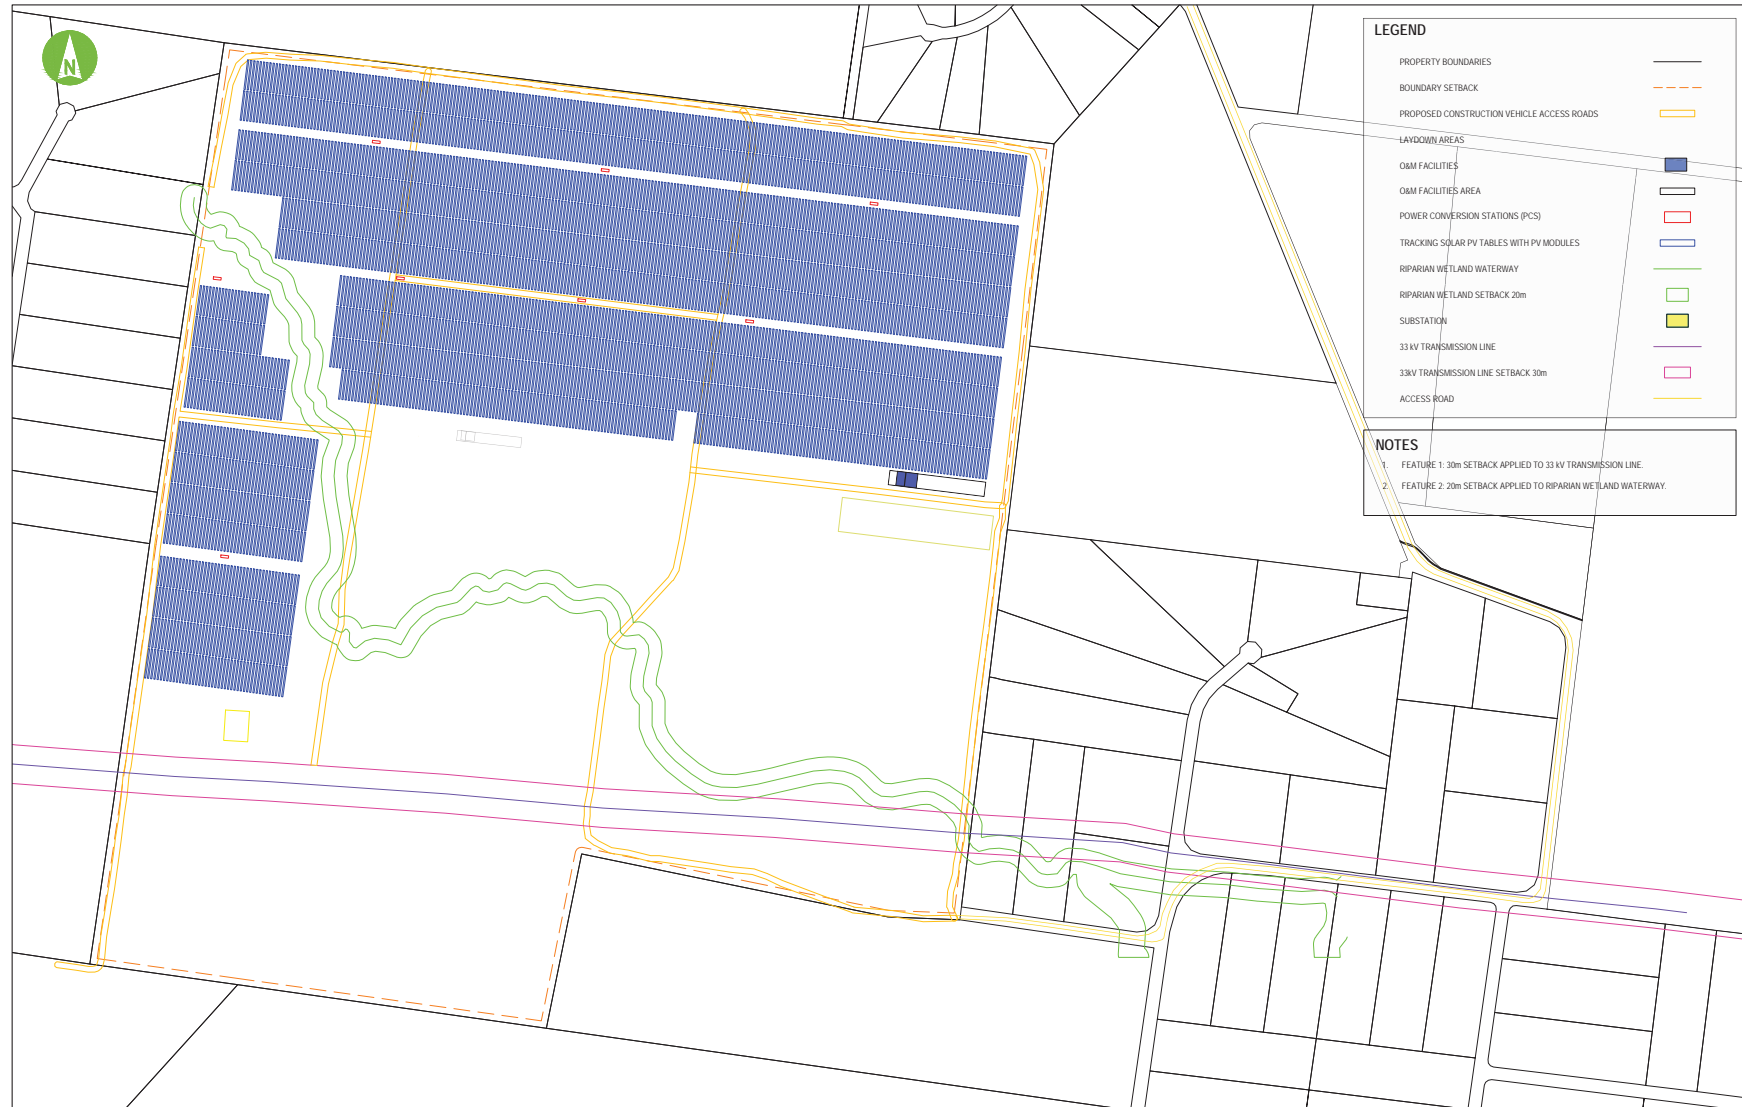 N
LEGEND
PROPERTY BOUNDARIES
BOUNDARY SETBACK
PROPOSED CONSTRUCTION VEHICLE ACCESS ROADS
LAYDOWN AREAS
O&M FACILITIES
O&M FACILITIES AREA
POWER CONVERSION STATIONS (PCS)
TRACKING SOLAR PV TABLES WITH PV MODULES
RIPARIAN WETLAND WATERWAY
RIPARIAN WETLAND SETBACK 20m
SUBSTATION
33 kV TRANSMISSION LINE
33kV TRANSMISSION LINE SETBACK 30m
ACCESS ROAD
NOTES
1. FEATURE 1: 30m SETBACK APPLIED TO 33 kV TRANSMISSION LINE.
2. FEATURE 2: 20m SETBACK APPLIED TO RIPARIAN WETLAND WATERWAY.